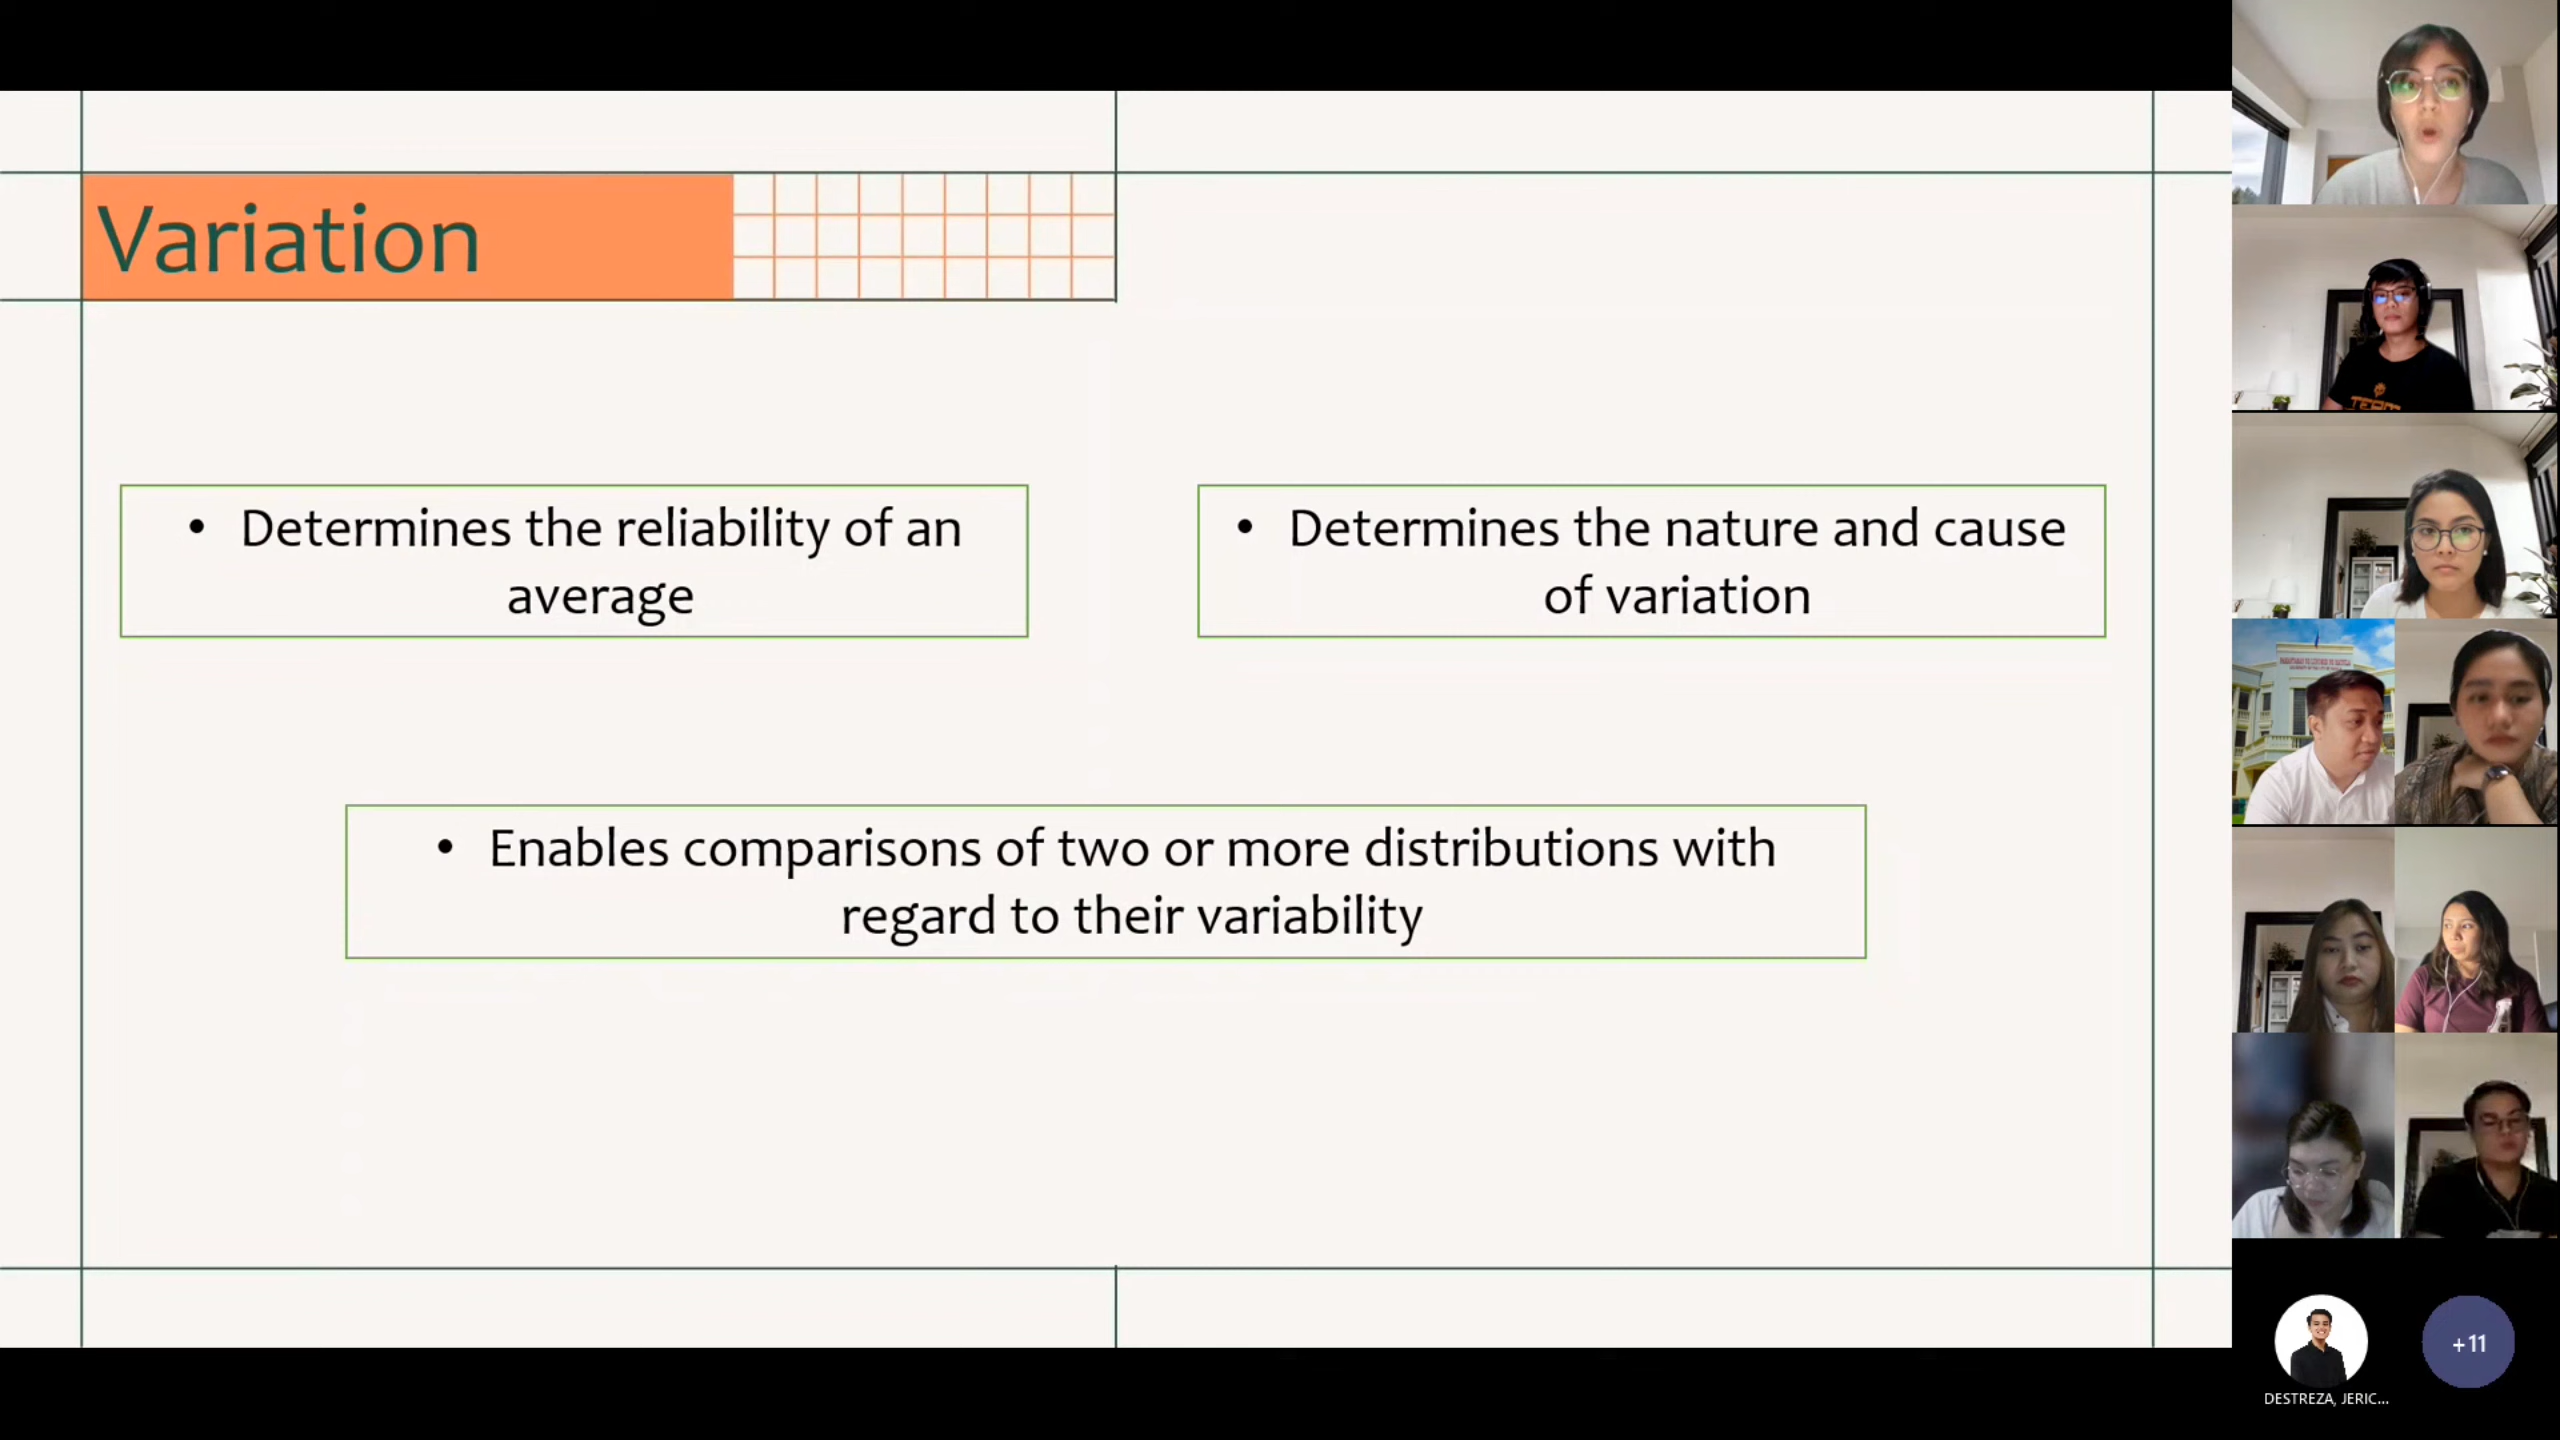 Variation
• Determines the reliability of an
average
• Determines the nature and cause
of variation
• Enables comparisons of two or more distributions with
regard to their variability
DESTREZA, JERIC...
+11